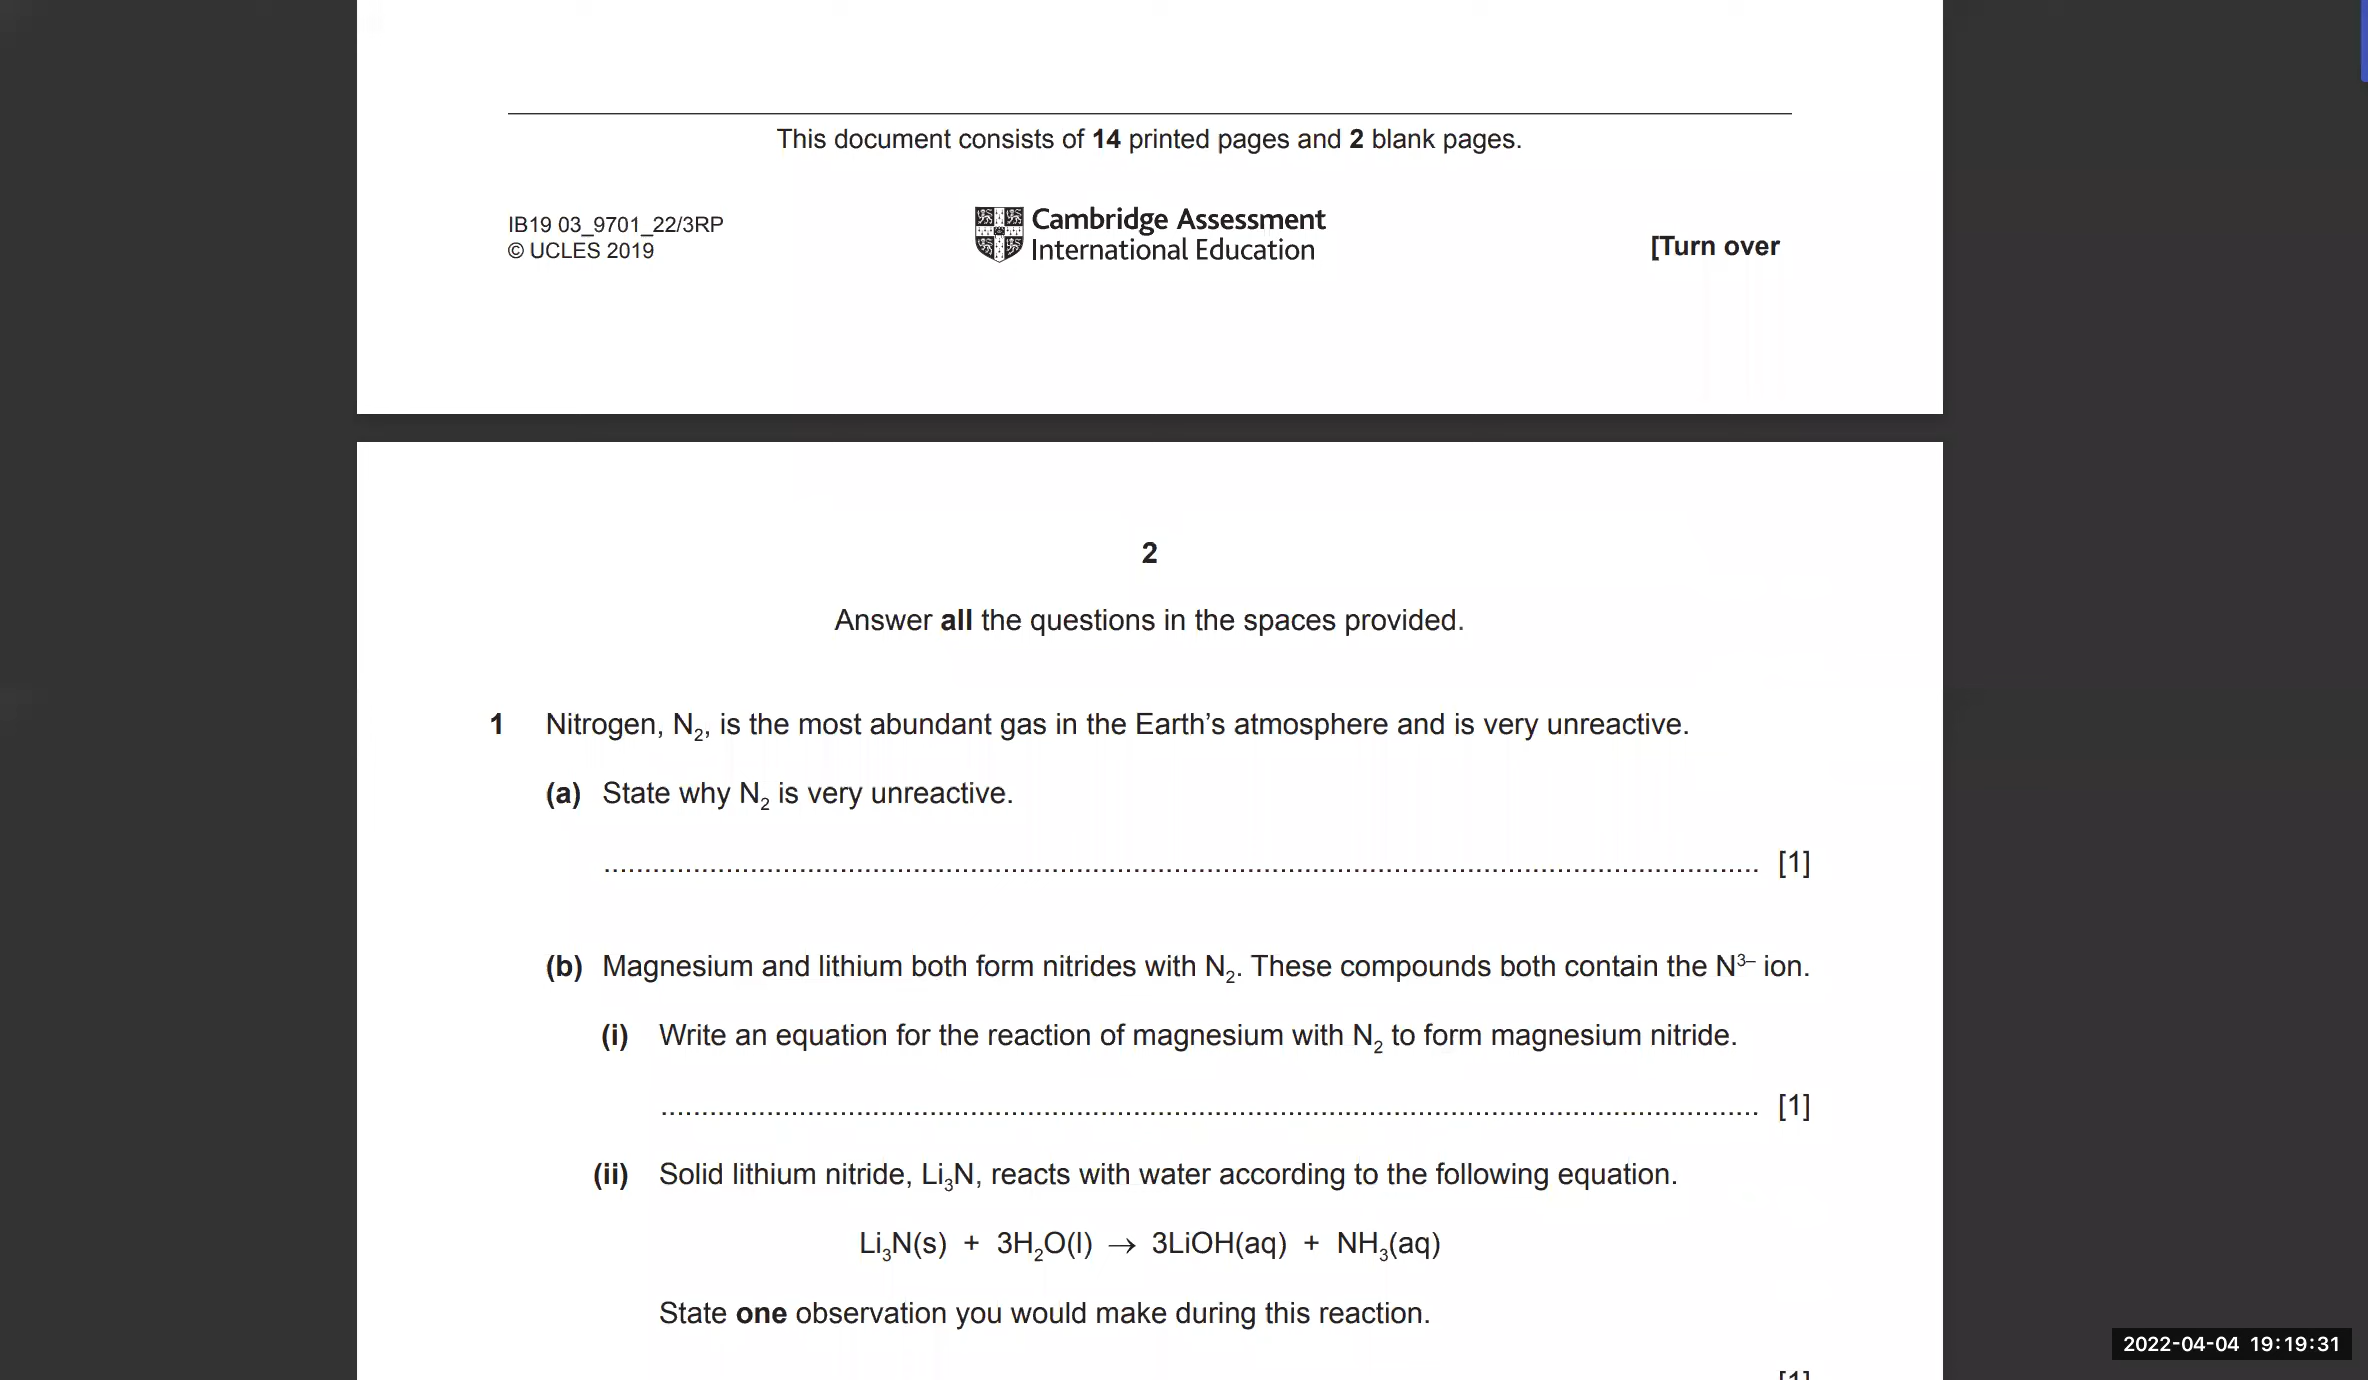 This document consists of 14 printed pages and 2 blank pages.
IB19 03_9701_22/3RP
© UCLES 2019
Cambridge Assessment
International Education
[Turn over
2
Answer all the questions in the spaces provided.
1 Nitrogen, N₂, is the most abundant gas in the Earth’s atmosphere and is very unreactive.
(a) State why N₂ is very unreactive.
.......................................................................................................................................... [1]
(b) Magnesium and lithium both form nitrides with N₂. These compounds both contain the N³⁻ ion.
(i) Write an equation for the reaction of magnesium with N₂ to form magnesium nitride.
.................................................................................................................................... [1]
(ii) Solid lithium nitride, Li₃N, reacts with water according to the following equation.
Li₃N(s) + 3H₂O(l) → 3LiOH(aq) + NH₃(aq)
State one observation you would make during this reaction.
[1]
2022-04-04 19:19:31